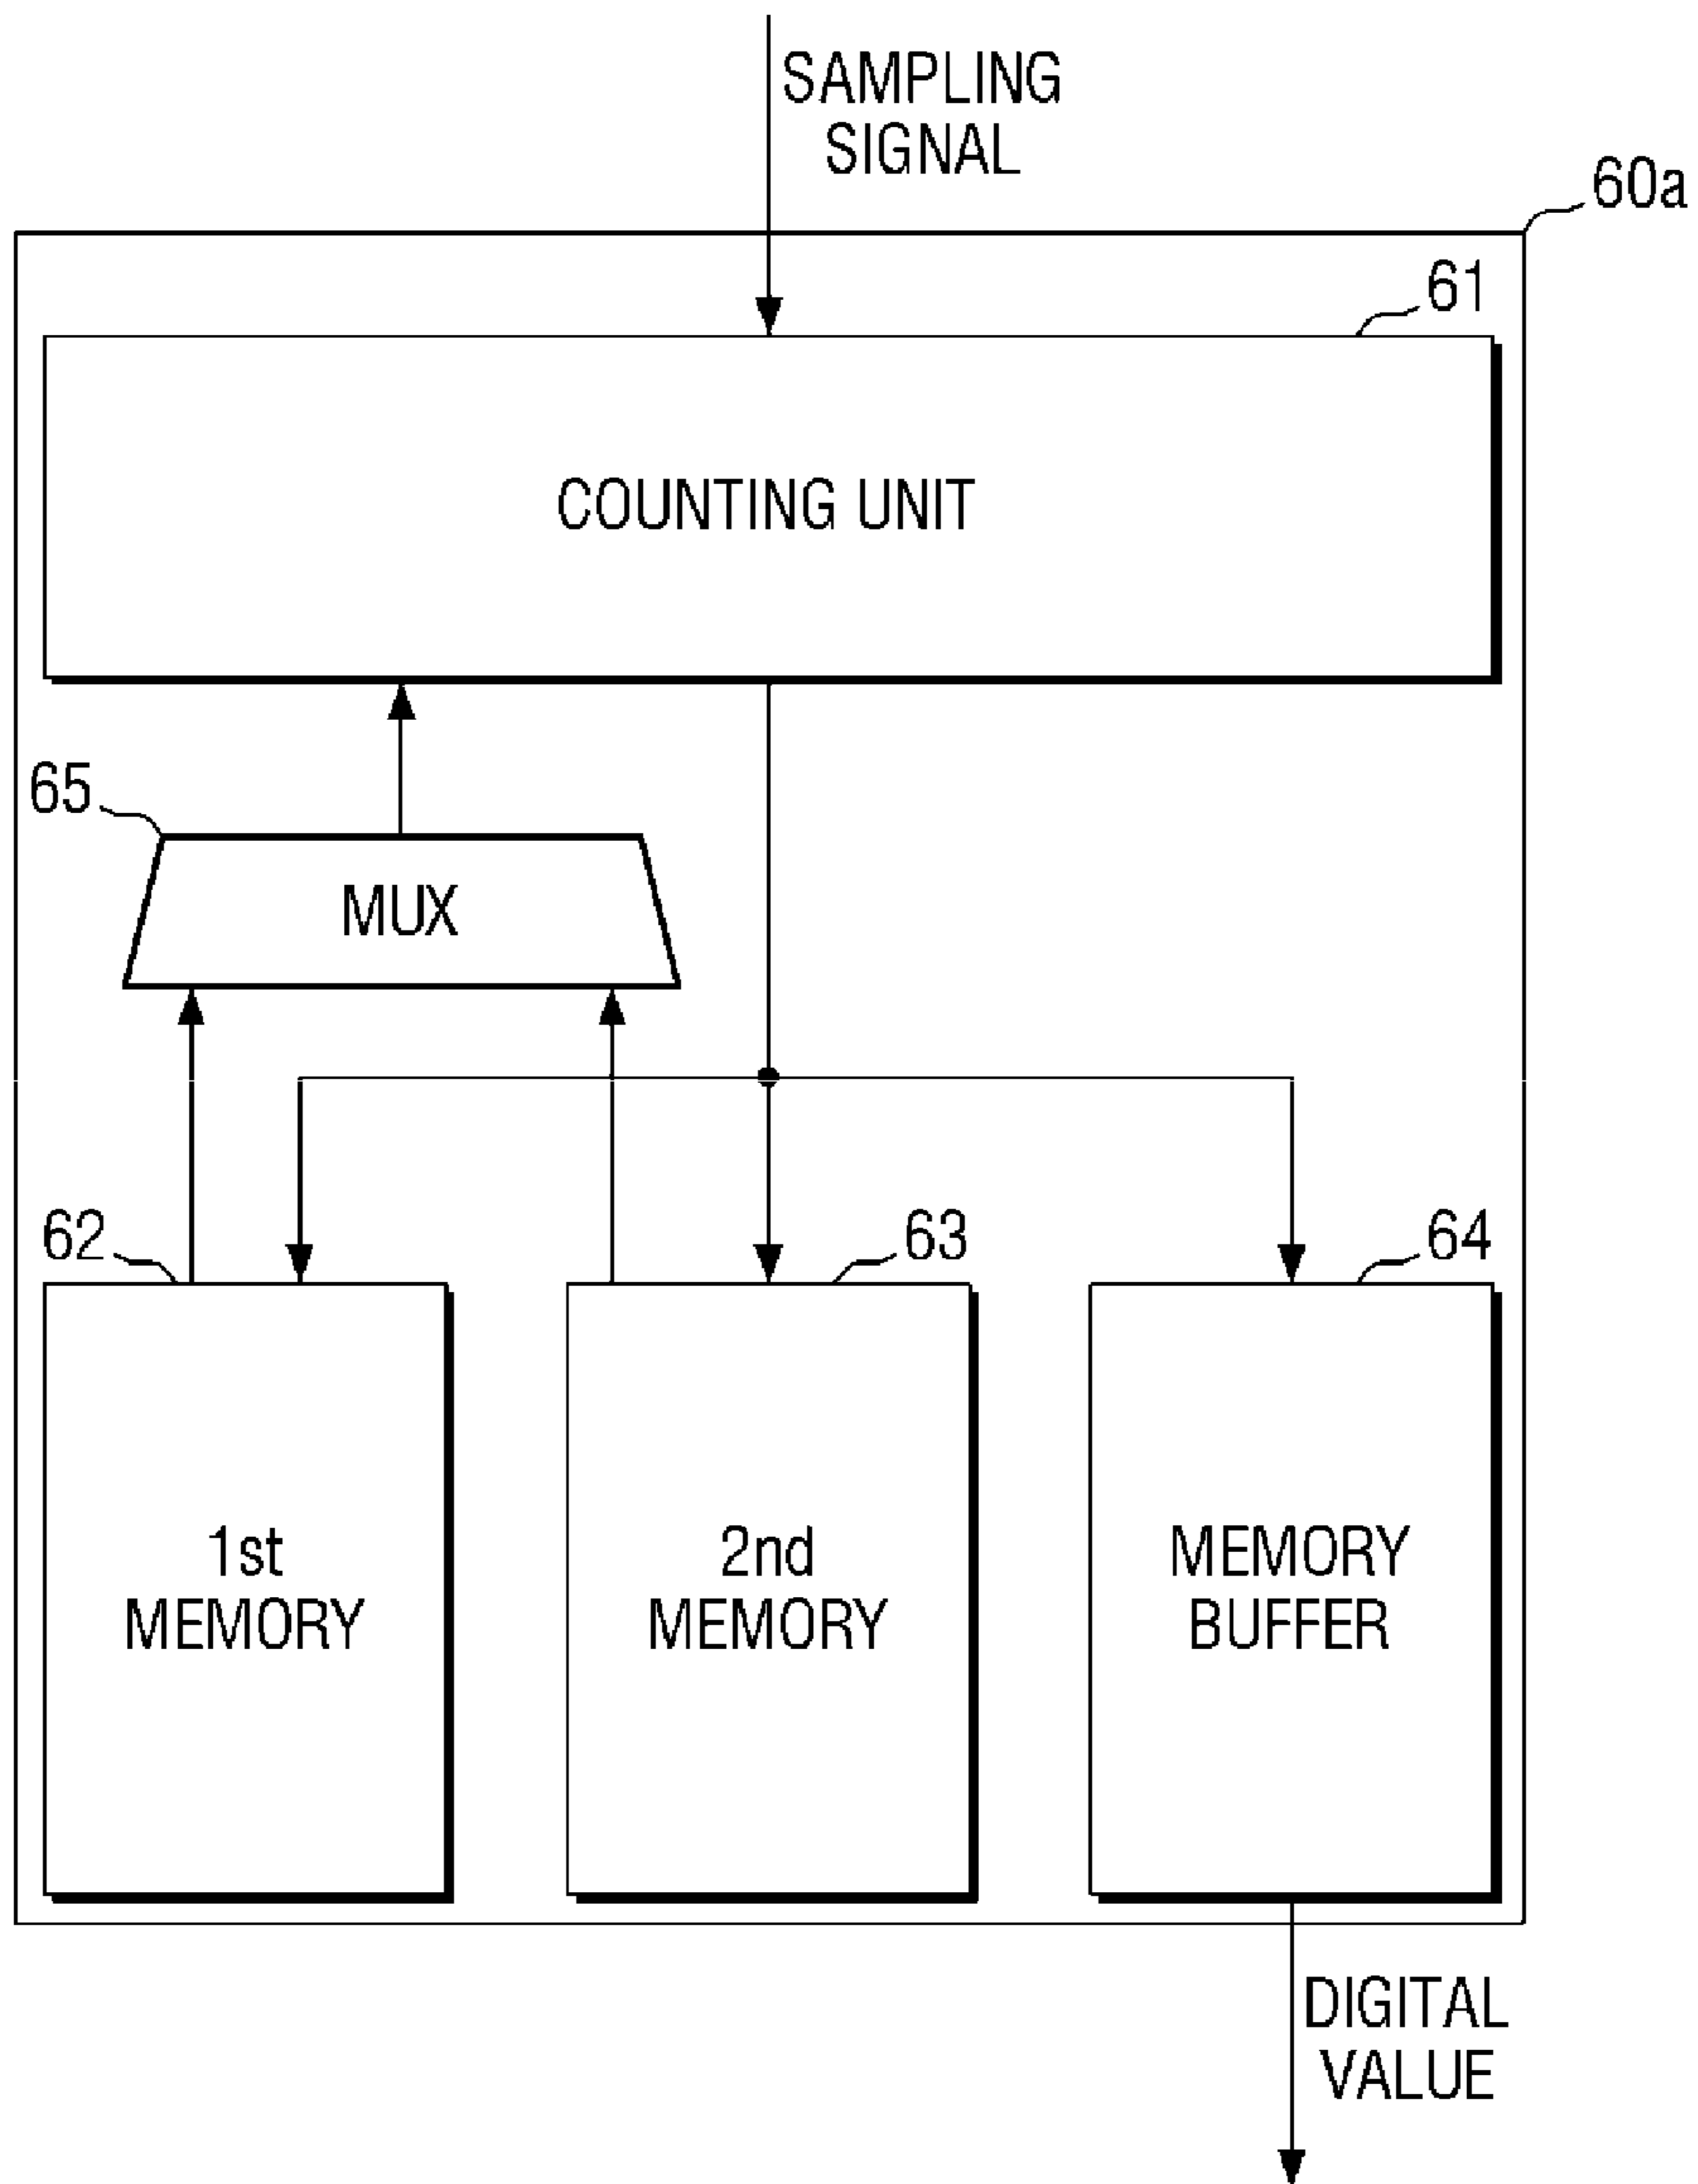 SAMPLING
SIGNAL
60a
61
COUNTING UNIT
65
MUX
62
63
64
1st
MEMORY
2nd
MEMORY
MEMORY
BUFFER
DIGITAL
VALUE